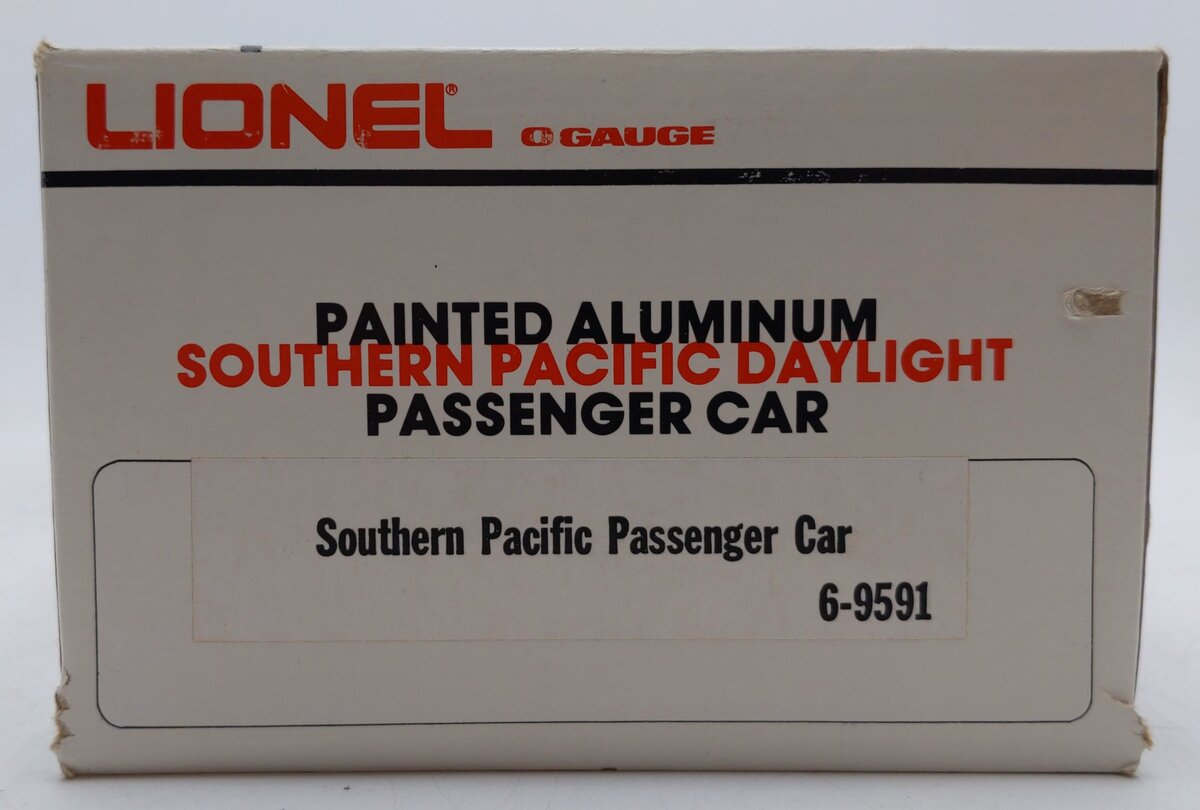 LIONEL® O GAUGE
PAINTED ALUMINUM
SOUTHERN PACIFIC DAYLIGHT
PASSENGER CAR
Southern Pacific Passenger Car
6-9591